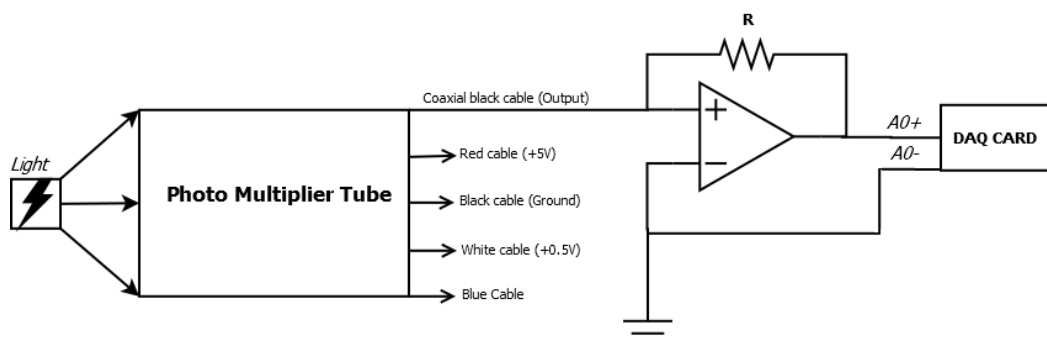 R
Coaxial black cable (Output)
+
A0+
DAQ CARD
Light
Red cable (+5V)
−
A0-
Photo Multiplier Tube
Black cable (Ground)
White cable (+0.5V)
Blue Cable